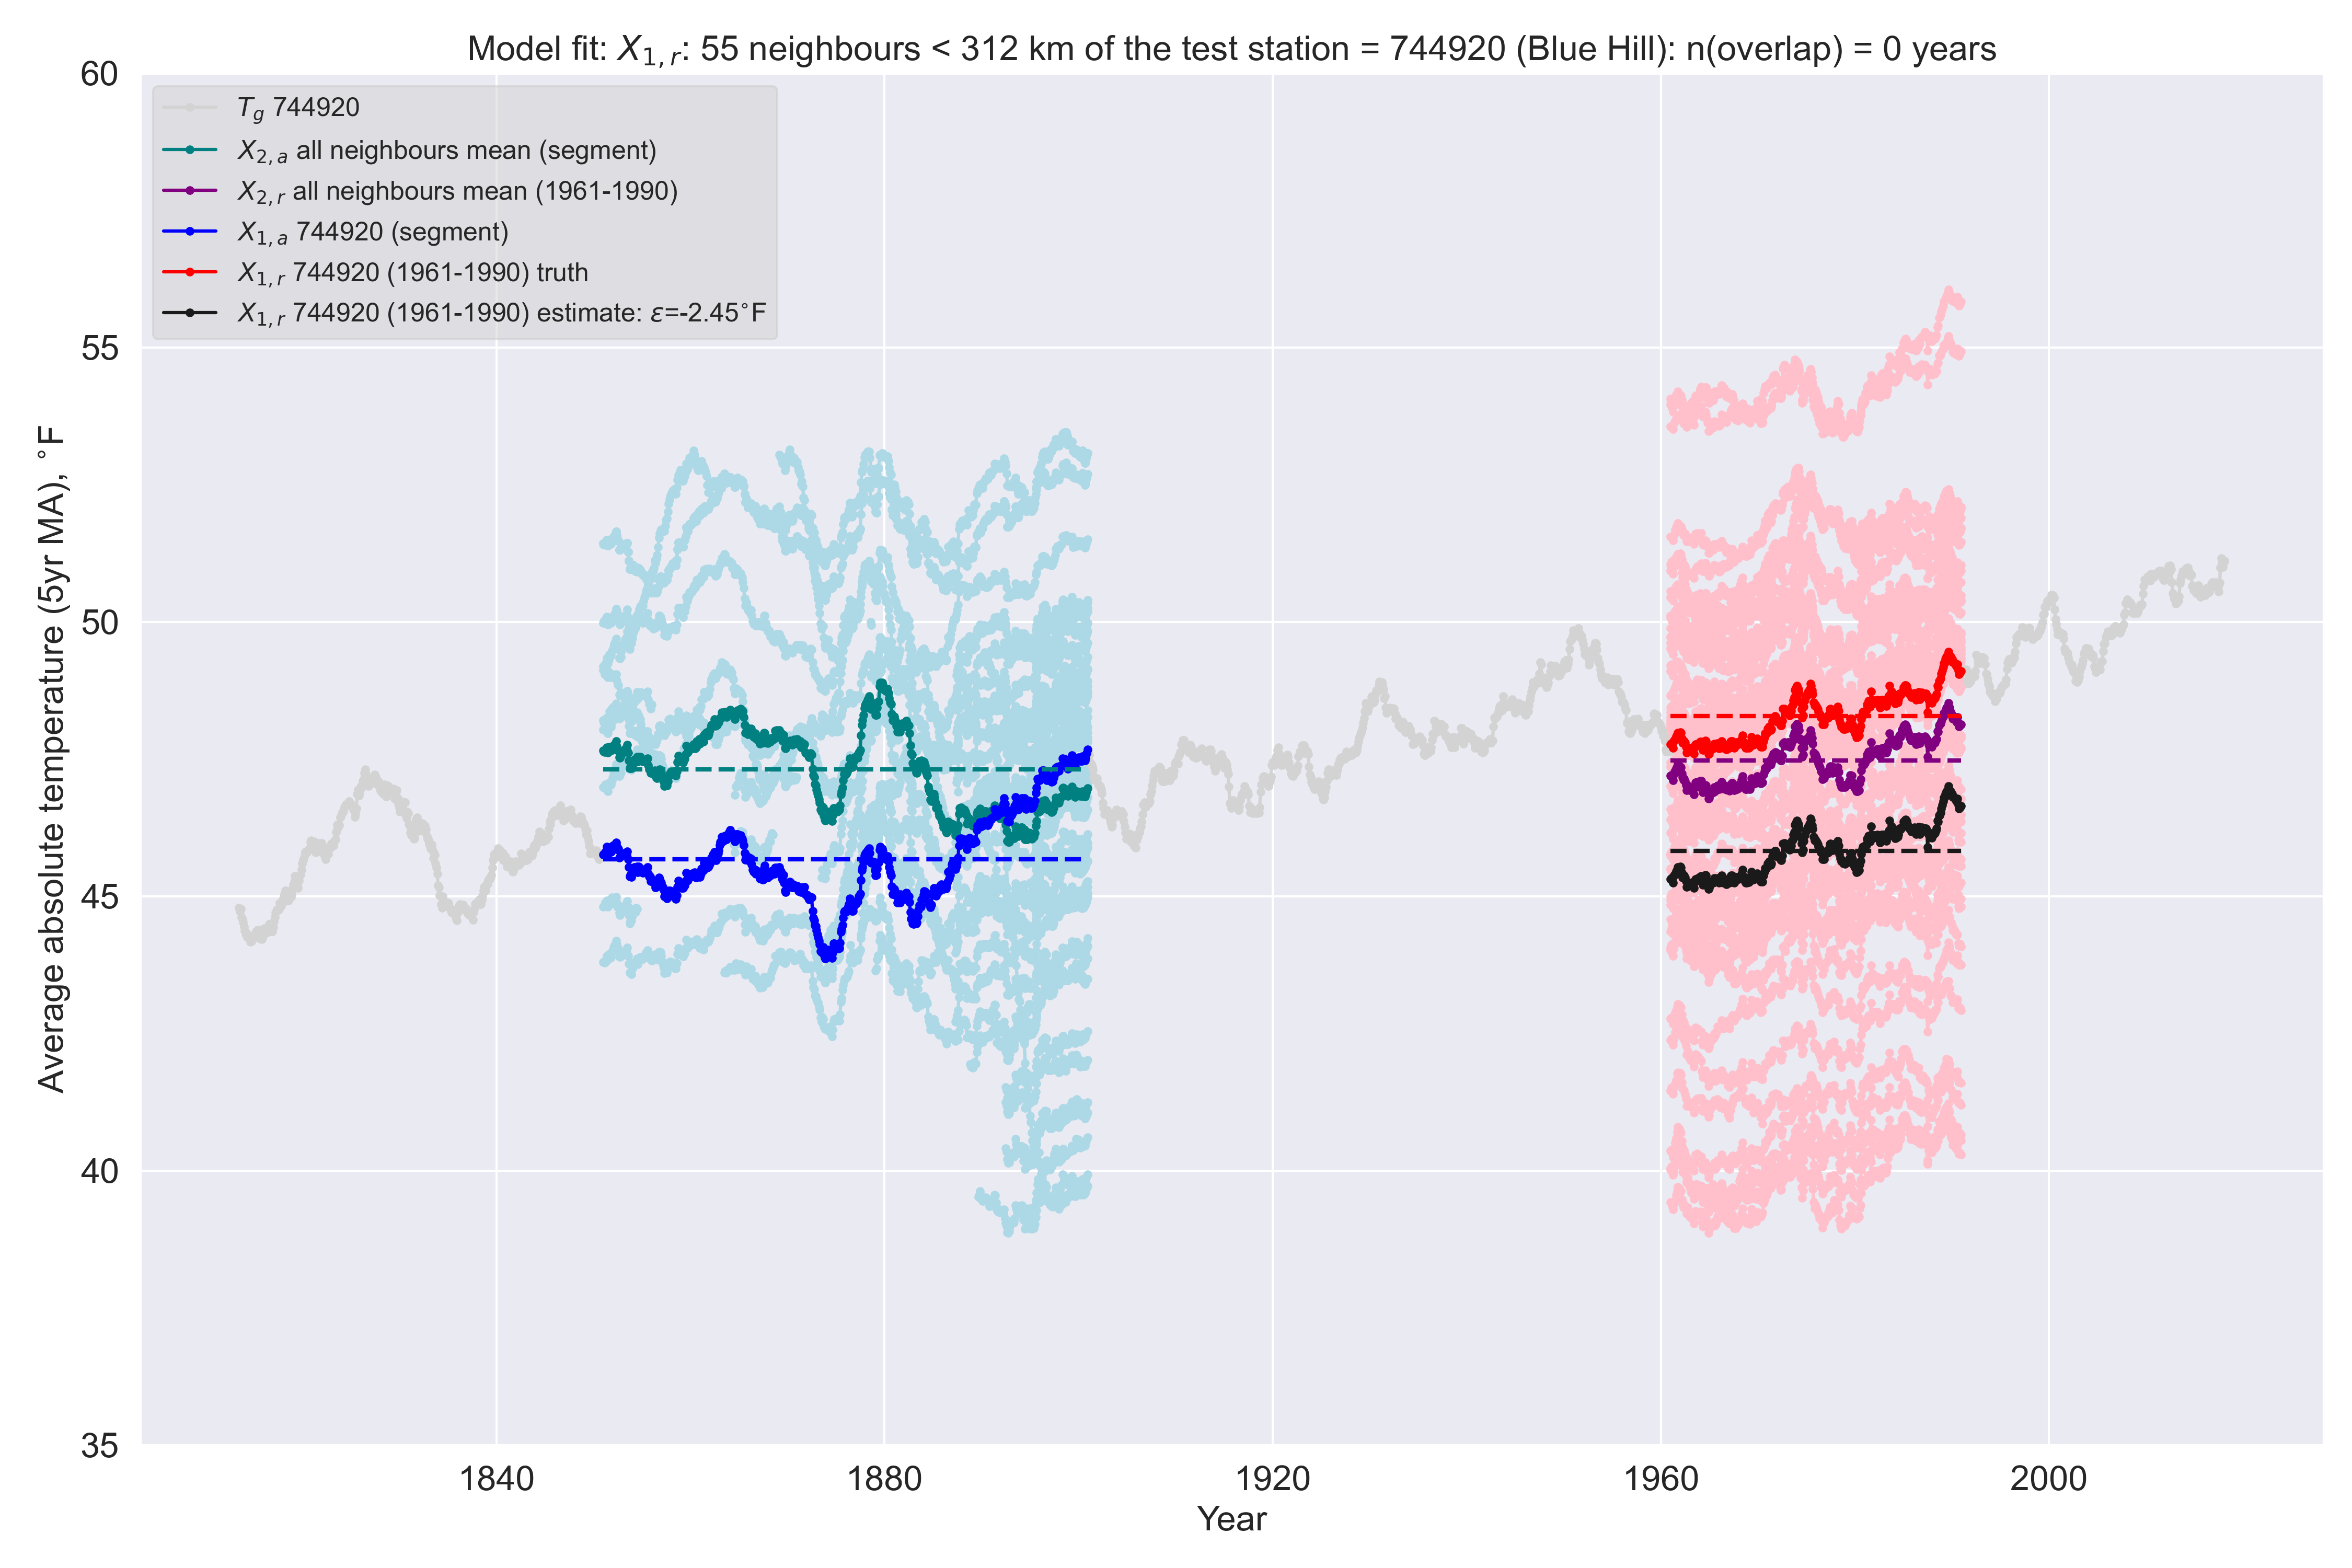 Model fit: X1,r: 55 neighbours < 312 km of the test station = 744920 (Blue Hill): n(overlap) = 0 years
60
55
50
45
40
35
Tg 744920
X2,a all neighbours mean (segment)
X2,r all neighbours mean (1961-1990)
X1,a 744920 (segment)
X1,r 744920 (1961-1990) truth
X1,r 744920 (1961-1990) estimate: ε=-2.45°F
Average absolute temperature (5yr MA), °F
1840
1880
1920
1960
2000
Year